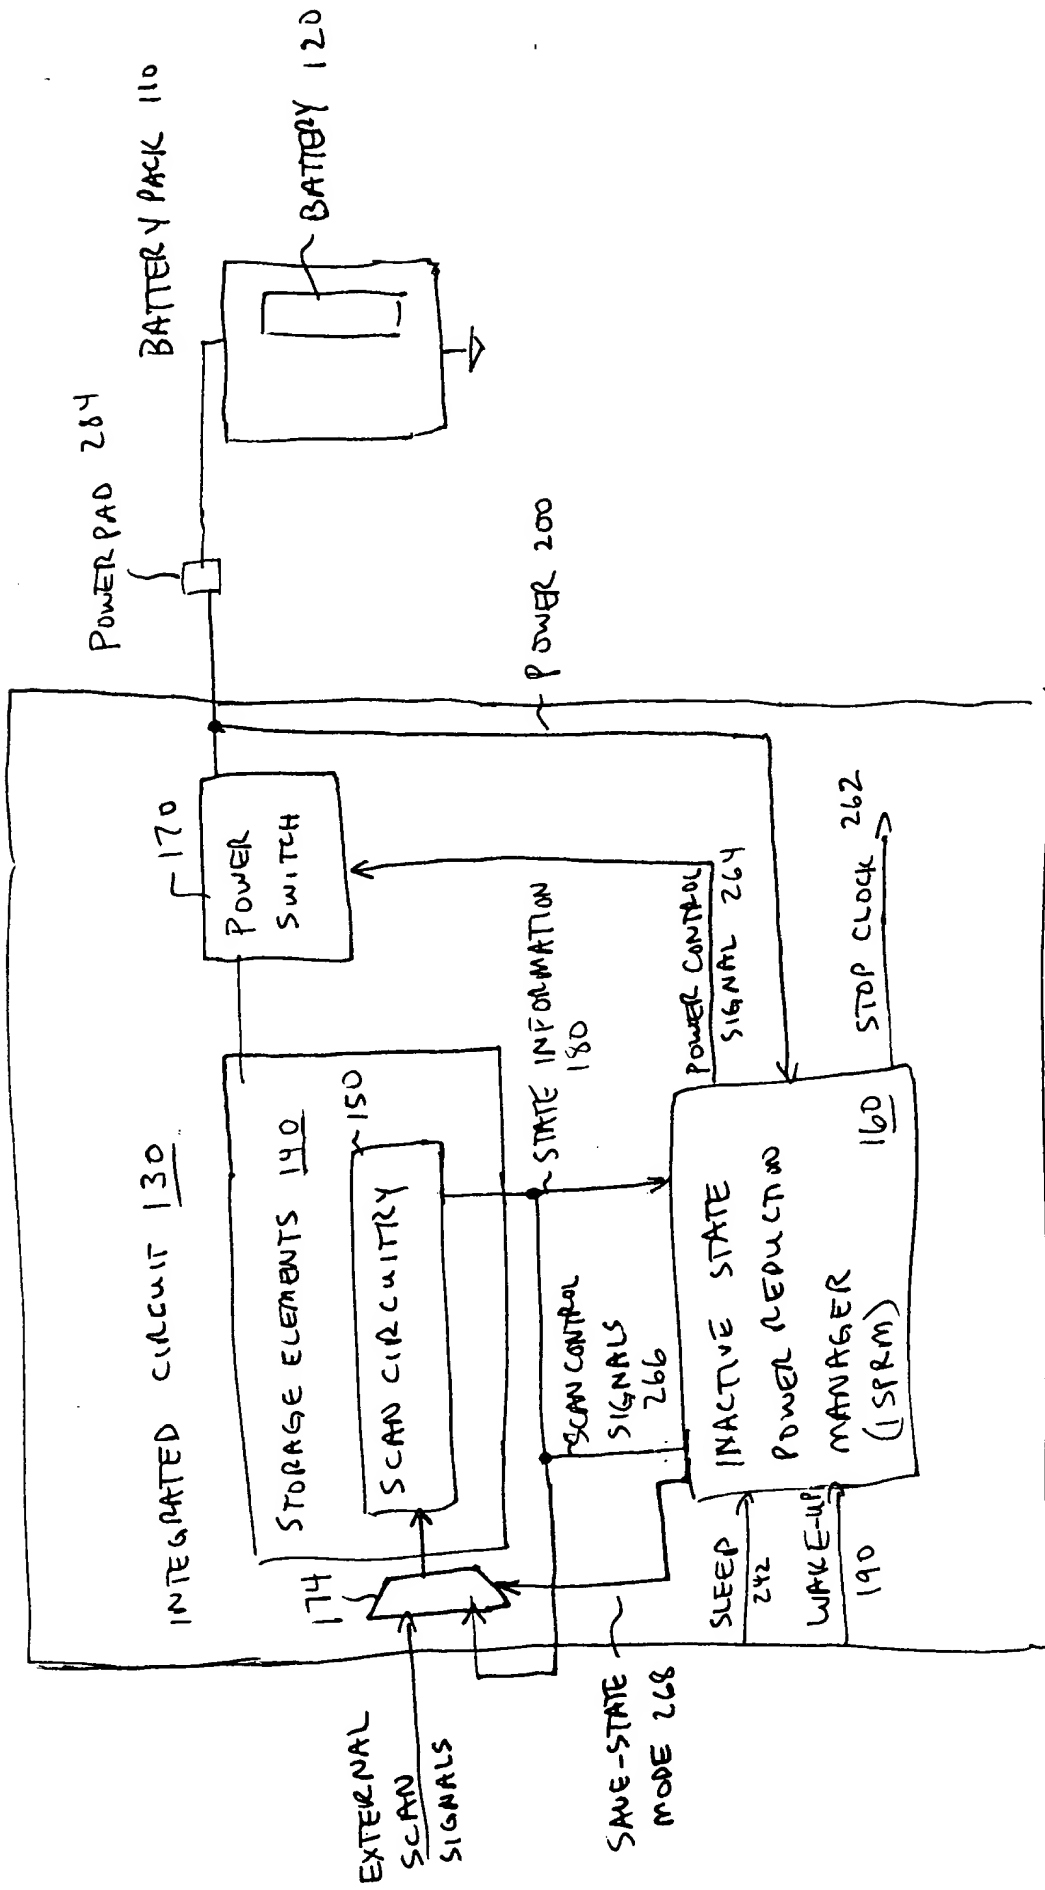 INTEGRATED CIRCUIT 130
STORAGE ELEMENTS 140
SCAN CIRCUITRY
150
174
EXTERNAL
SCAN
SIGNALS
170
POWER
SWITCH
POWER PAD 284
BATTERY PACK 110
BATTERY 120
STATE INFORMATION
180
SCAN CONTROL
SIGNALS
266
POWER CONTROL
SIGNAL 264
POWER 200
SAVE-STATE
MODE 268
SLEEP
242
WAKE-UP
190
INACTIVE STATE
POWER REDUCTION
MANAGER
(ISPRM)
160
STOP CLOCK 262